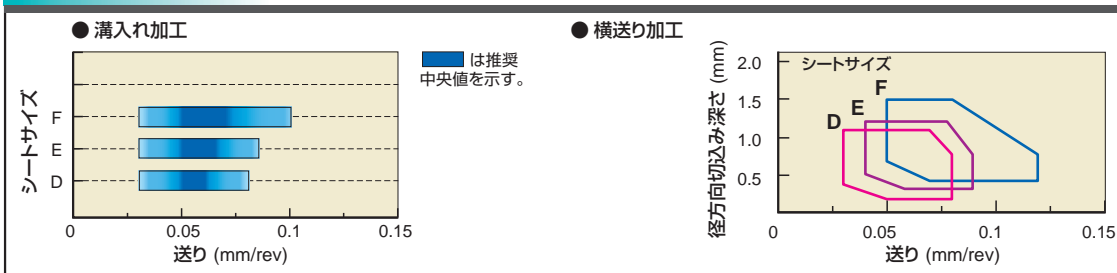 ● 溝入れ加工
は推奨
中央値を示す。
シートサイズ
F
E
D
0
0.05
0.1
0.15
送り (mm/rev)
● 横送り加工
径方向切込み深さ (mm)
2.0
1.5
1.0
0.5
シートサイズ
F
E
D
0
0.05
0.1
0.15
送り (mm/rev)